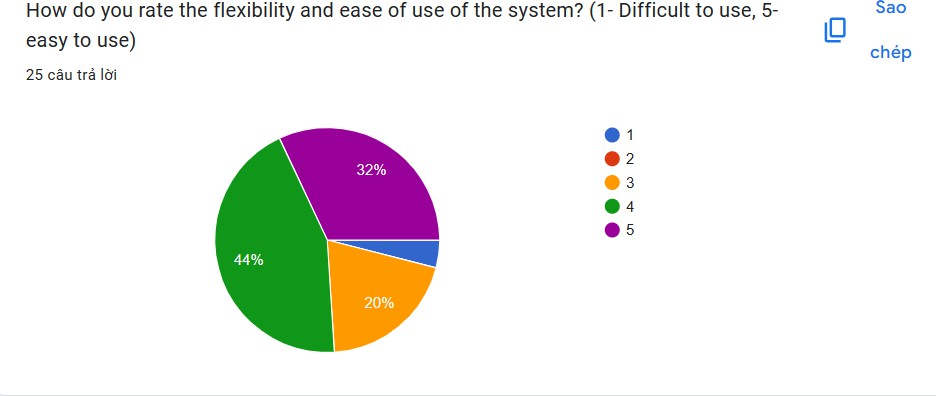 How do you rate the flexibility and ease of use of the system? (1- Difficult to use, 5-
easy to use)
Sao
chép
25 câu trả lời
32%
44%
20%
1
2
3
4
5